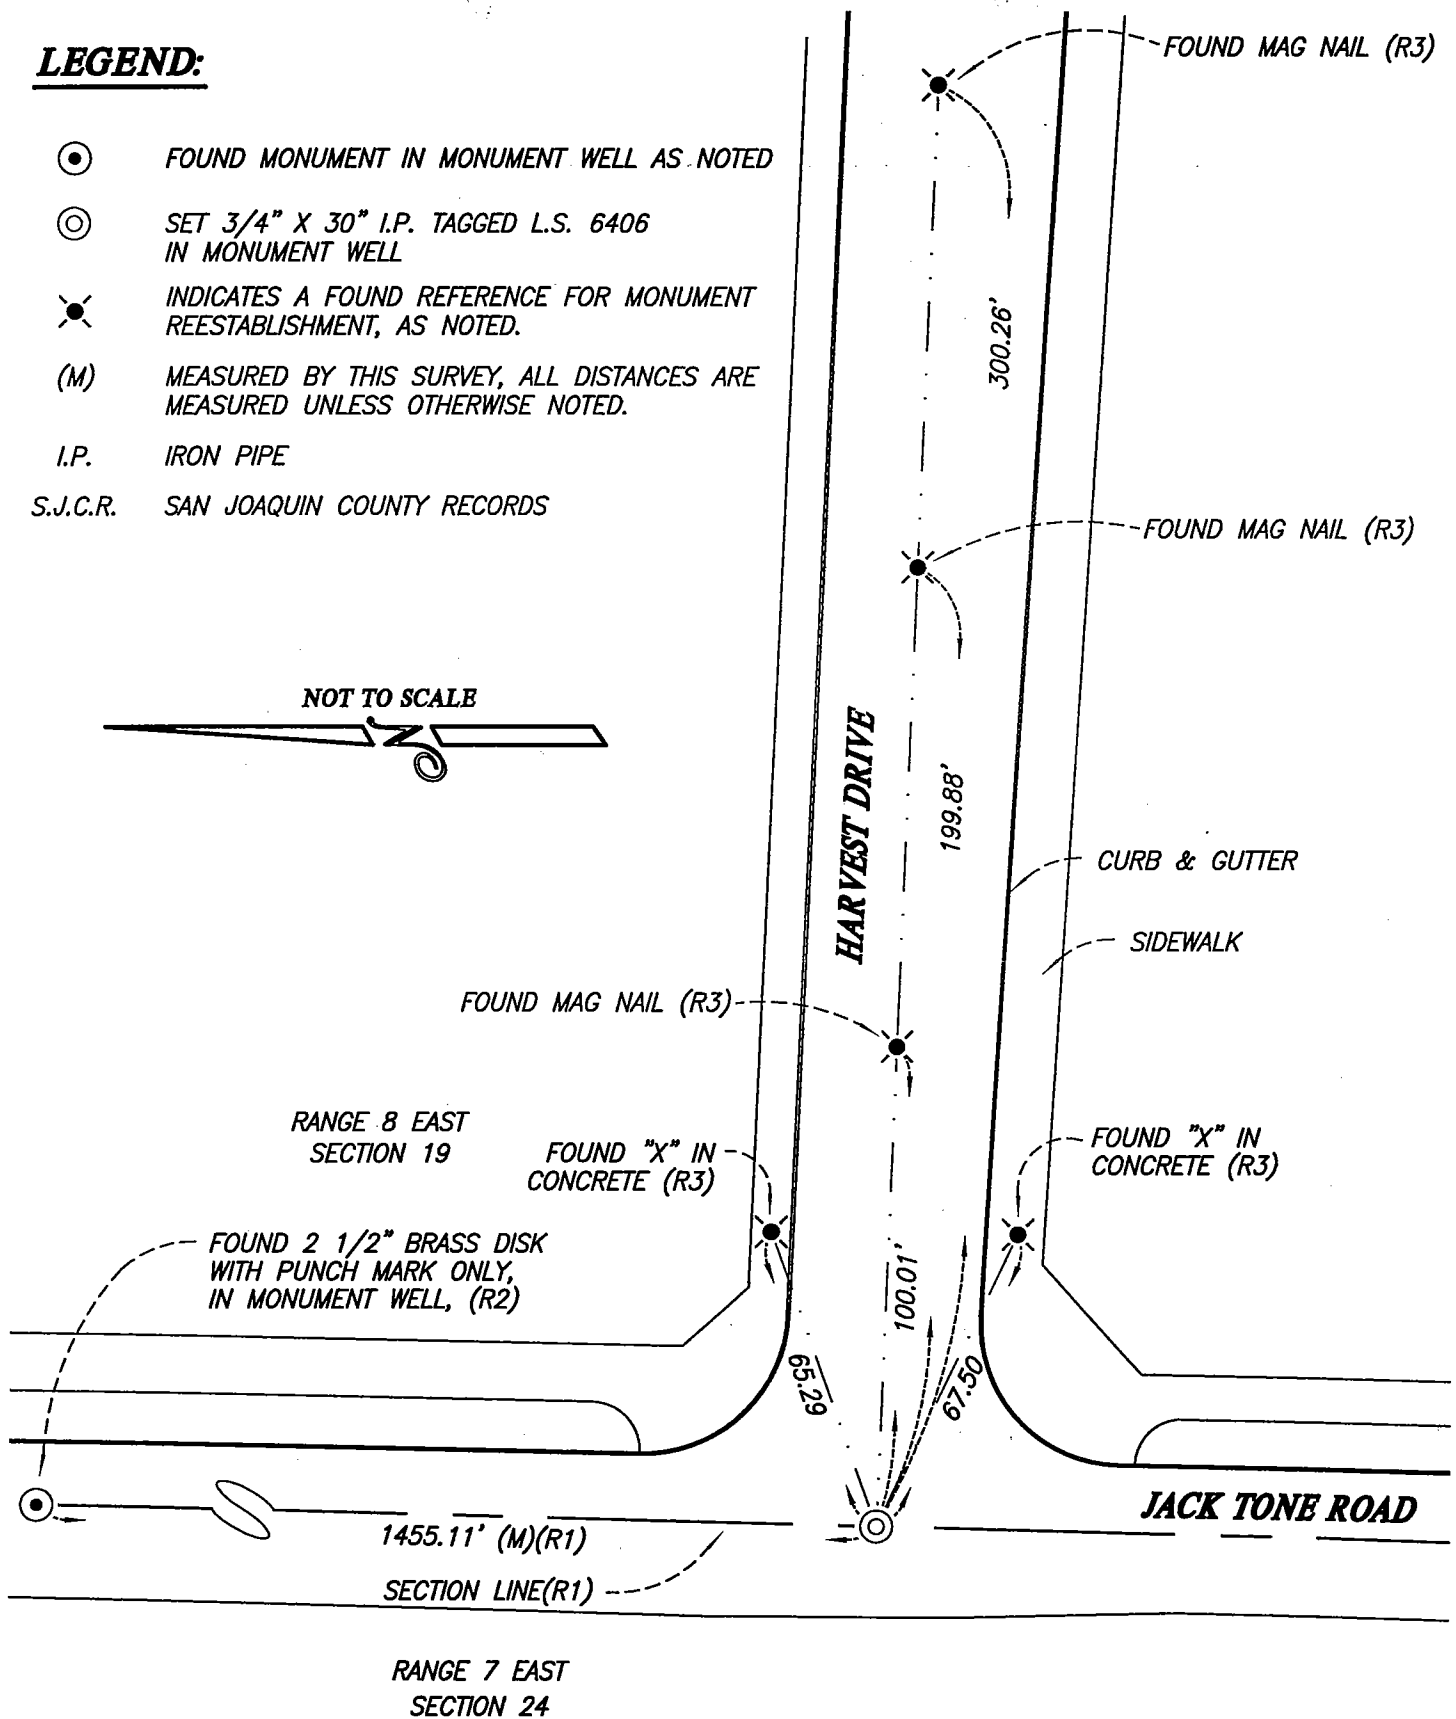 LEGEND:
FOUND MONUMENT IN MONUMENT WELL AS NOTED
SET 3/4" X 30" I.P. TAGGED L.S. 6406
IN MONUMENT WELL
INDICATES A FOUND REFERENCE FOR MONUMENT
REESTABLISHMENT, AS NOTED.
(M) MEASURED BY THIS SURVEY, ALL DISTANCES ARE
MEASURED UNLESS OTHERWISE NOTED.
I.P. IRON PIPE
S.J.C.R. SAN JOAQUIN COUNTY RECORDS
NOT TO SCALE
N
FOUND MAG NAIL (R3)
300.26'
FOUND MAG NAIL (R3)
HARVEST DRIVE
199.88'
CURB & GUTTER
SIDEWALK
FOUND MAG NAIL (R3)
RANGE 8 EAST
SECTION 19
FOUND "X" IN
CONCRETE (R3)
FOUND "X" IN
CONCRETE (R3)
FOUND 2 1/2" BRASS DISK
WITH PUNCH MARK ONLY,
IN MONUMENT WELL, (R2)
100.01'
65.29
67.50
JACK TONE ROAD
1455.11' (M)(R1)
SECTION LINE(R1)
RANGE 7 EAST
SECTION 24